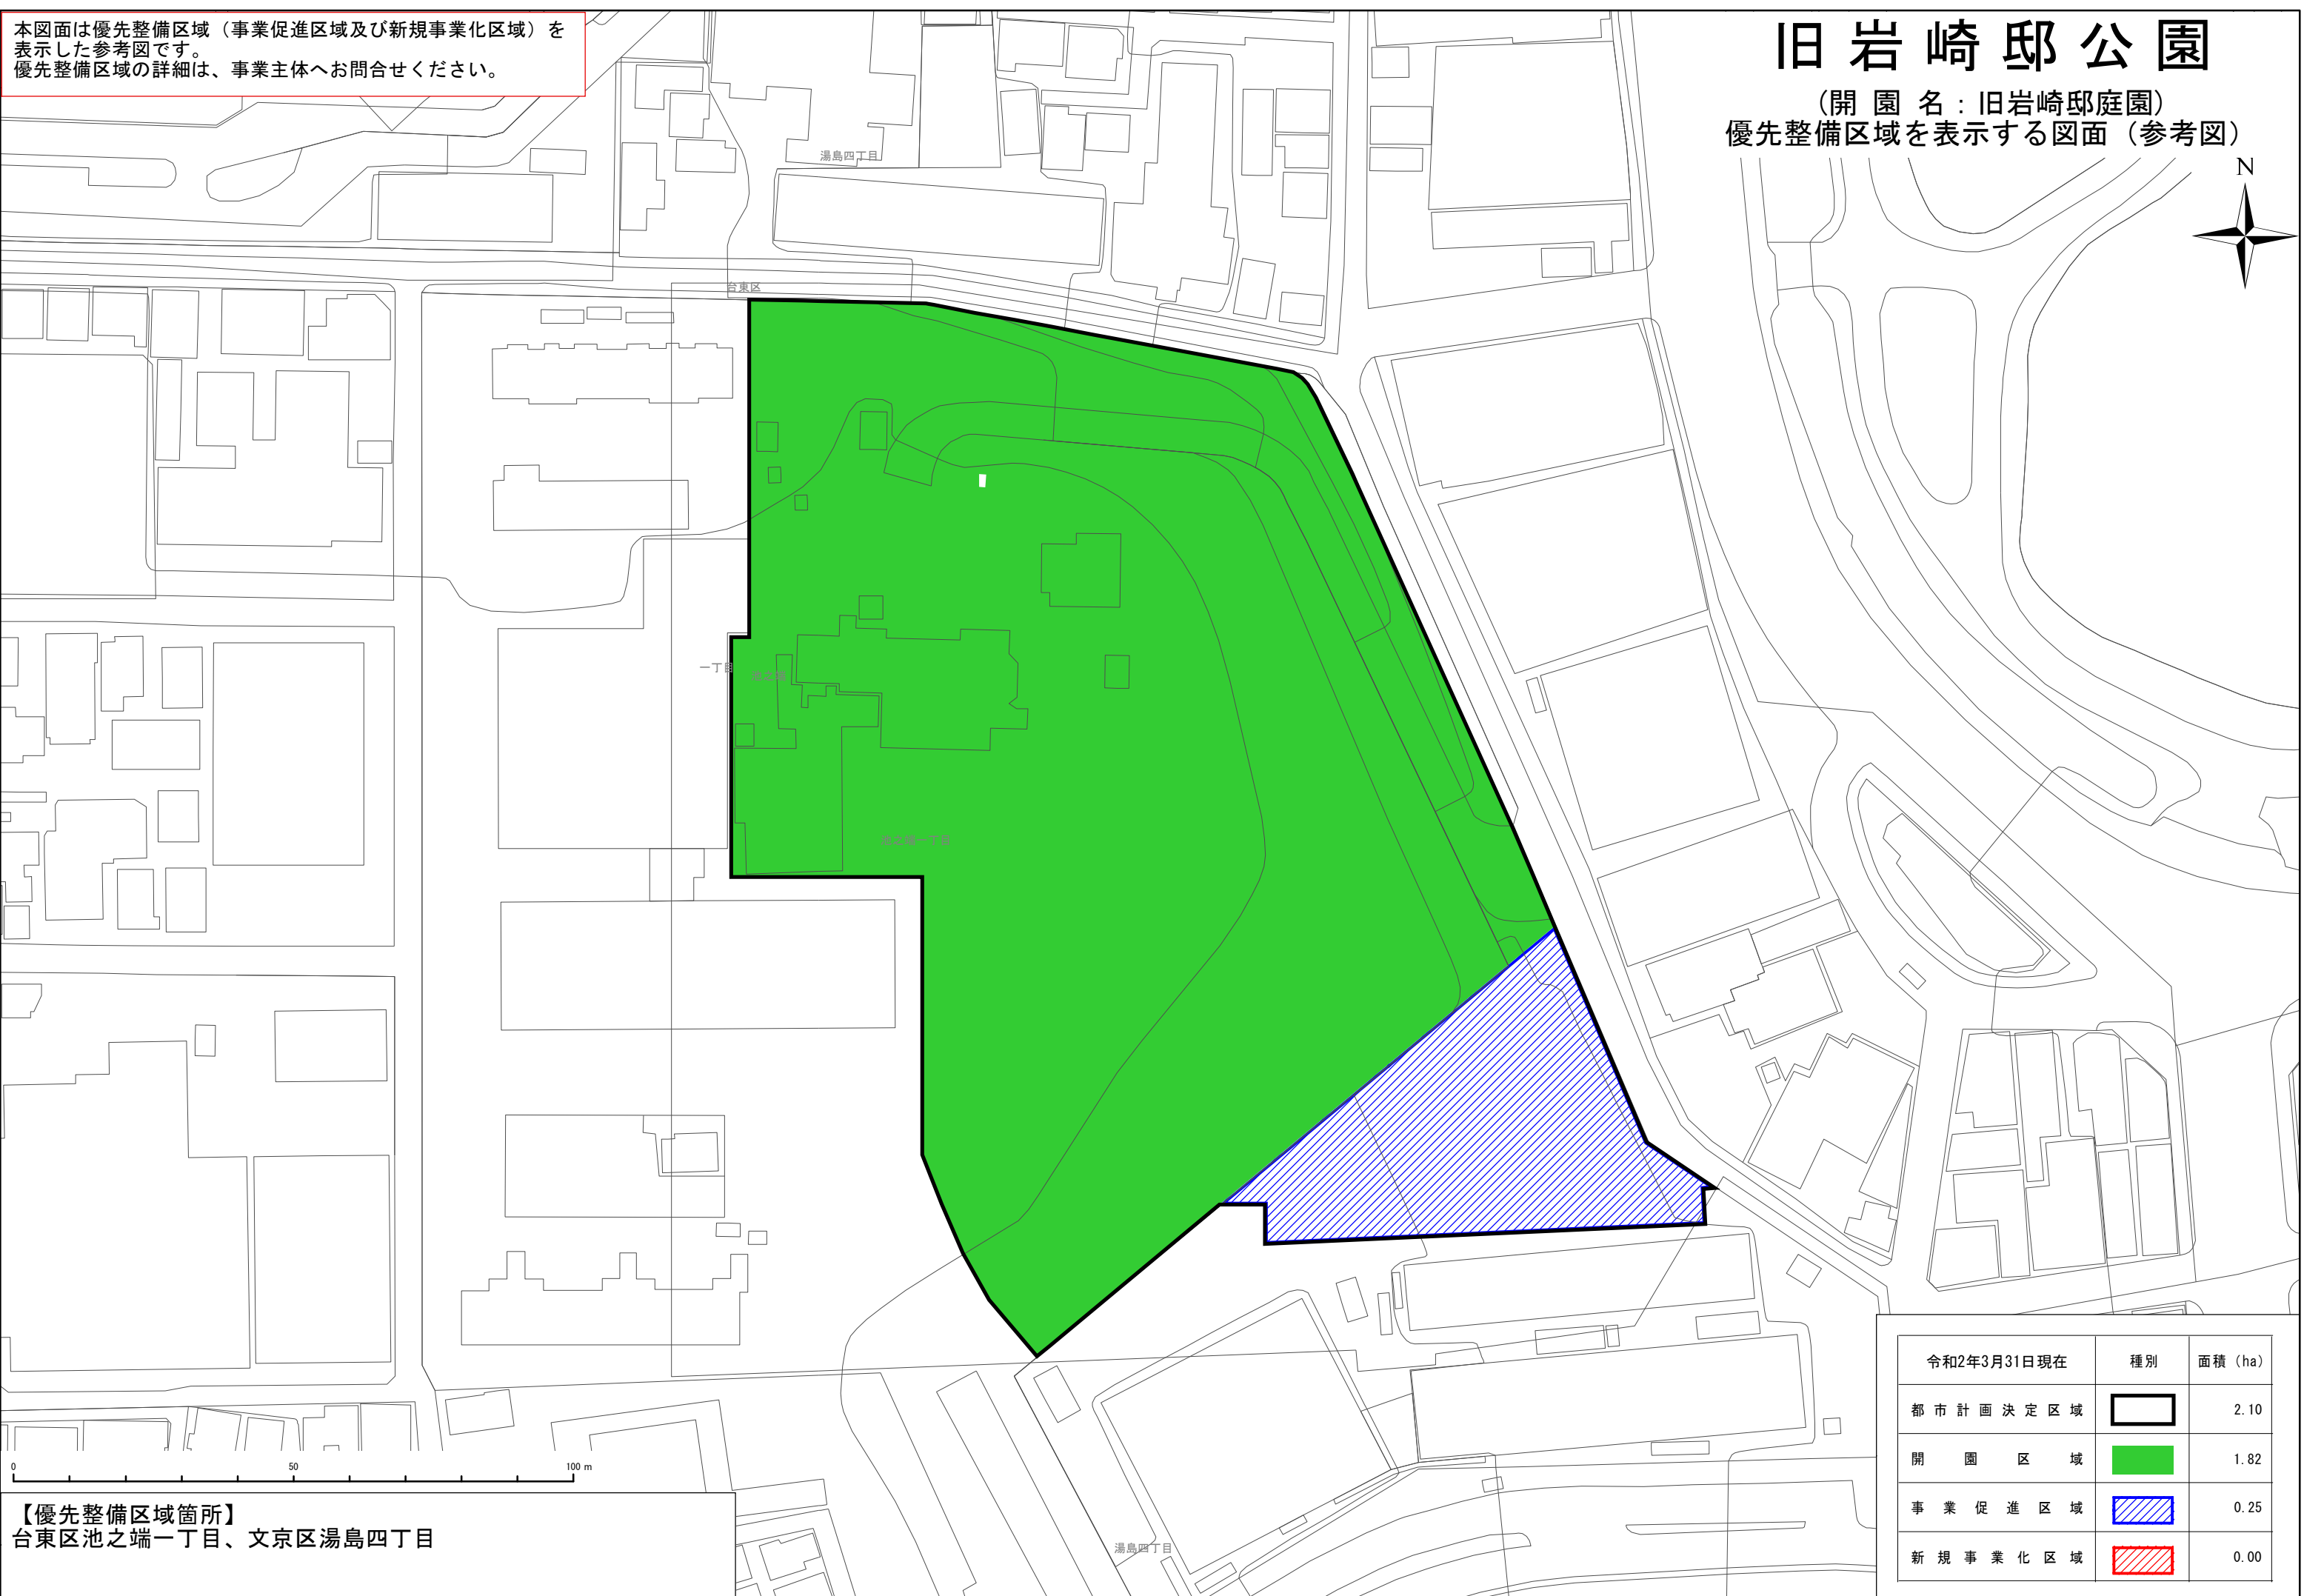 本図面は優先整備区域（事業促進区域及び新規事業化区域）を
表示した参考図です。
優先整備区域の詳細は、事業主体へお問合せください。
旧岩崎邸公園
（開園名：旧岩崎邸庭園）
優先整備区域を表示する図面（参考図）
N
湯島四丁目
台東区
一丁目
池之端
池之端一丁目
湯島四丁目
0 50 100 m
【優先整備区域箇所】
台東区池之端一丁目、文京区湯島四丁目
令和2年3月31日現在 種別 面積（ha）
都市計画決定区域 2.10
開園区域 1.82
事業促進区域 0.25
新規事業化区域 0.00